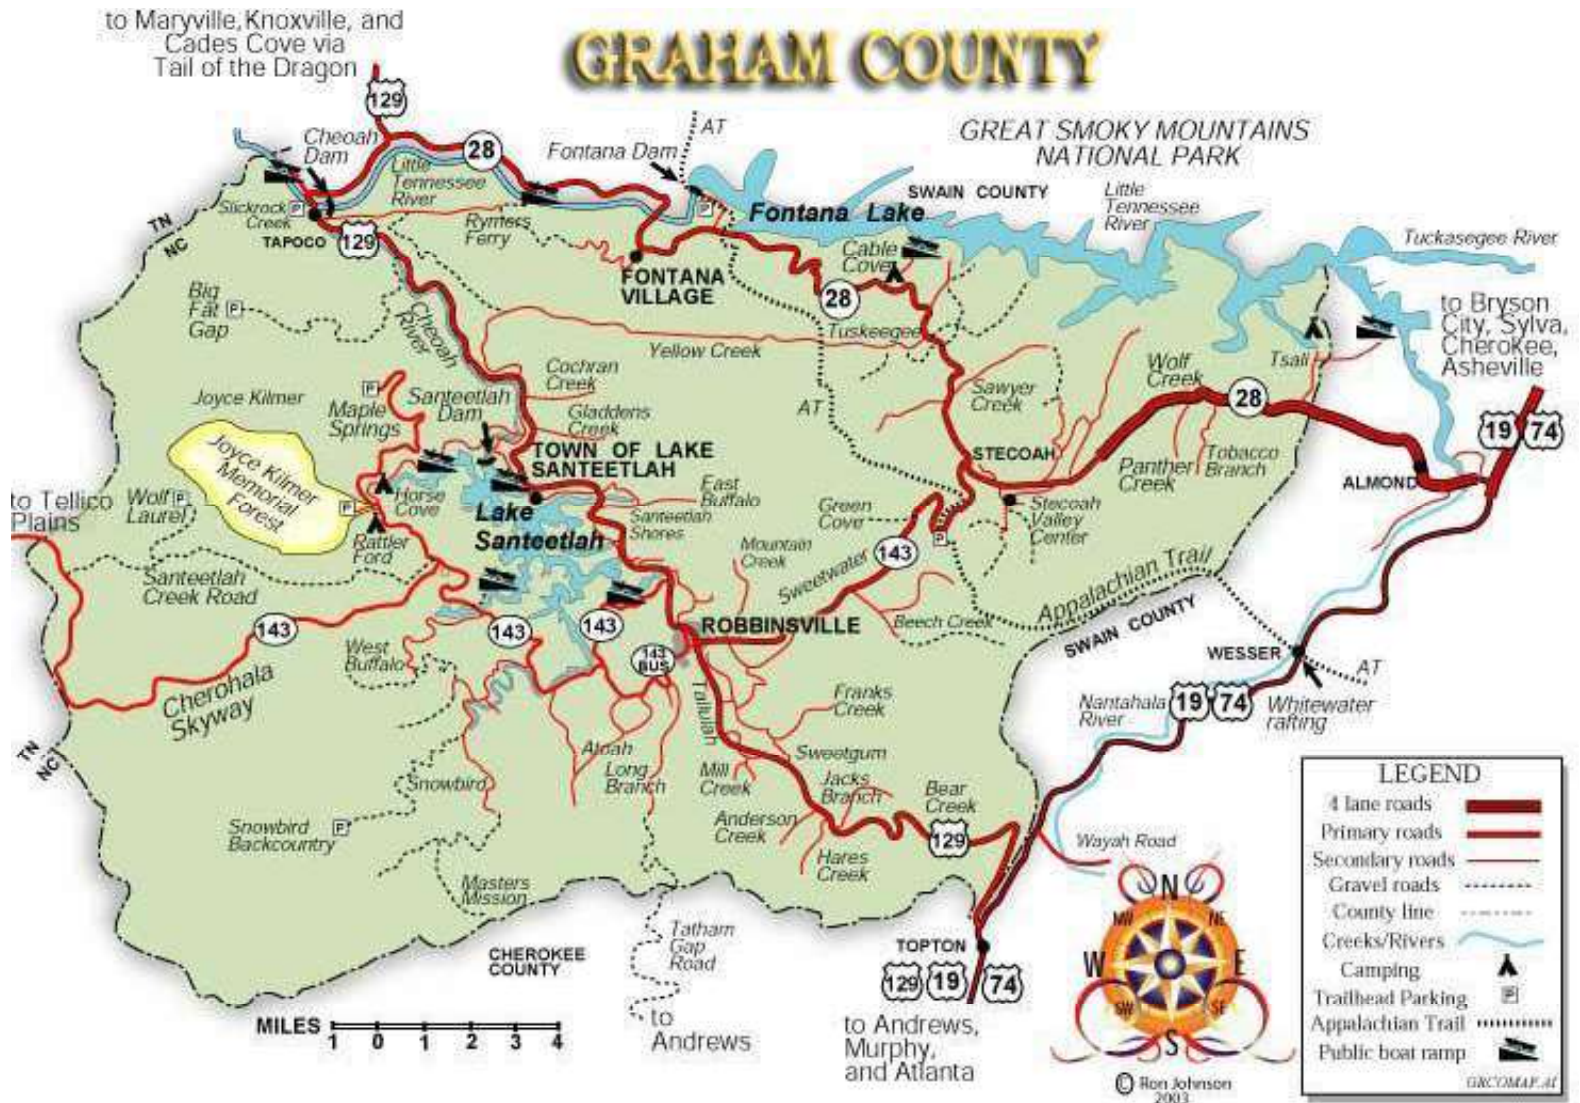 to Maryville, Knoxville, and
Cades Cove via
Tail of the Dragon
GRAHAM COUNTY
129
Cheoah
Dam
28
Little
Tennessee
River
Fontana Dam
AT
GREAT SMOKY MOUNTAINS
NATIONAL PARK
SWAIN COUNTY
Little
Tennessee
River
Tuckasegee River
Slickrock
Creek
P
TAPOCO
129
TN
NC
Rymers
Ferry
P
Fontana Lake
Cable
Cove
FONTANA
VILLAGE
28
Tuskeegee
Big
Fat
Gap
P
Cheoah
River
Yellow Creek
to Bryson
City, Sylva,
Cherokee,
Asheville
Tsali
Wolf
Creek
28
Sawyer
Creek
AT
Cochran
Creek
Joyce Kilmer
P
Maple
Springs
Santeetlah
Dam
Gladdens
Creek
TOWN OF LAKE
SANTEETLAH
STECOAH
Panther
Creek
Tobacco
Branch
19
74
ALMOND
Joyce Kilmer
Memorial
Forest
to Tellico
Plains
Wolf
Laurel
P
P
Horse
Cove
Rattler
Ford
Lake
Santeetlah
East
Buffalo
Santeetlah
Shores
Green
Cove
Stecoah
Valley
Center
Mountain
Creek
Sweetwater
143
P
Santeetlah
Creek Road
Appalachian Trail
143
143
143
143
BUS
ROBBINSVILLE
Beech Creek
SWAIN COUNTY
WESSER
AT
West
Buffalo
Cherohala
Skyway
Tallulah
Franks
Creek
Nantahala
River
19
74
Whitewater
rafting
TN
NC
Snowbird
Atoah
Long
Branch
Mill
Creek
Sweetgum
Jacks
Branch
Bear
Creek
129
Anderson
Creek
Hares
Creek
Snowbird
Backcountry
P
Masters
Mission
Wayah Road
CHEROKEE
COUNTY
Tatham
Gap
Road
to
Andrews
TOPTON
129
19
74
to Andrews,
Murphy,
and Atlanta
MILES
1 0 1 2 3 4
N
NW
NE
W
E
SW
SE
S
© Ron Johnson
2003
LEGEND
4 lane roads
Primary roads
Secondary roads
Gravel roads
County line
Creeks/Rivers
Camping
Trailhead Parking
P
Appalachian Trail
Public boat ramp
GRCOMAP.AI